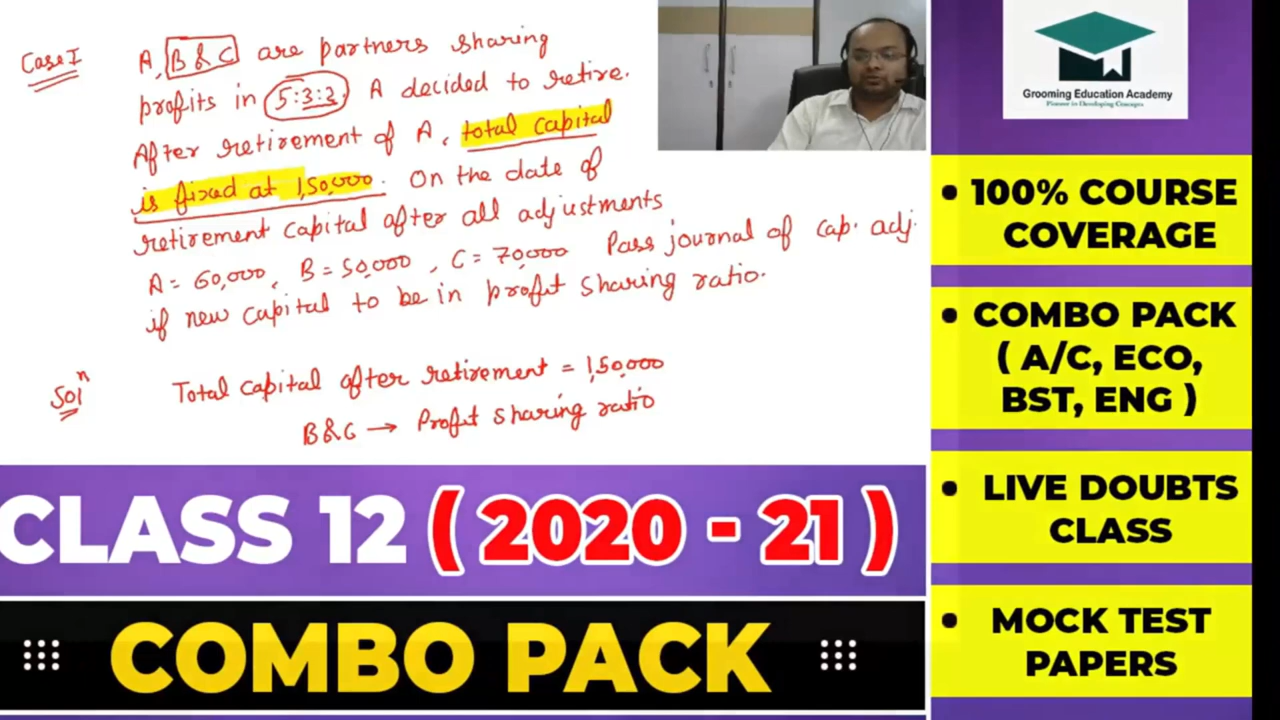 Case I
A, B & C are partners sharing
profits in 5:3:3 A decided to retire.
After retirement of A, total capital
is fixed at 1,50,000. On the date of
retirement capital after all adjustments
A = 60,000, B = 50,000, C = 70,000 Pass journal of cap. adj.
if new capital to be in profit sharing ratio.
Solⁿ
Total capital after retirement = 1,50,000
B & C → Profit sharing ratio
Grooming Education Academy
Pioneer in Developing Concepts
• 100% COURSE
COVERAGE
• COMBO PACK
( A/C, ECO,
BST, ENG )
• LIVE DOUBTS
CLASS
• MOCK TEST
PAPERS
CLASS 12 ( 2020 - 21 )
COMBO PACK